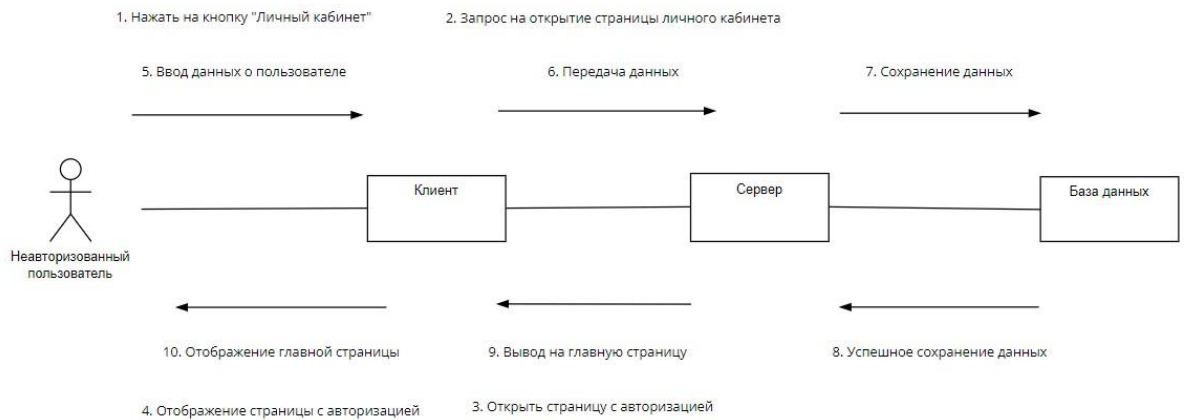 1. Нажать на кнопку "Личный кабинет"
2. Запрос на открытие страницы личного кабинета
5. Ввод данных о пользователе
6. Передача данных
7. Сохранение данных
Клиент
Сервер
База данных
Неавторизованный
пользователь
10. Отображение главной страницы
9. Вывод на главную страницу
8. Успешное сохранение данных
4. Отображение страницы с авторизацией
3. Открыть страницу с авторизацией